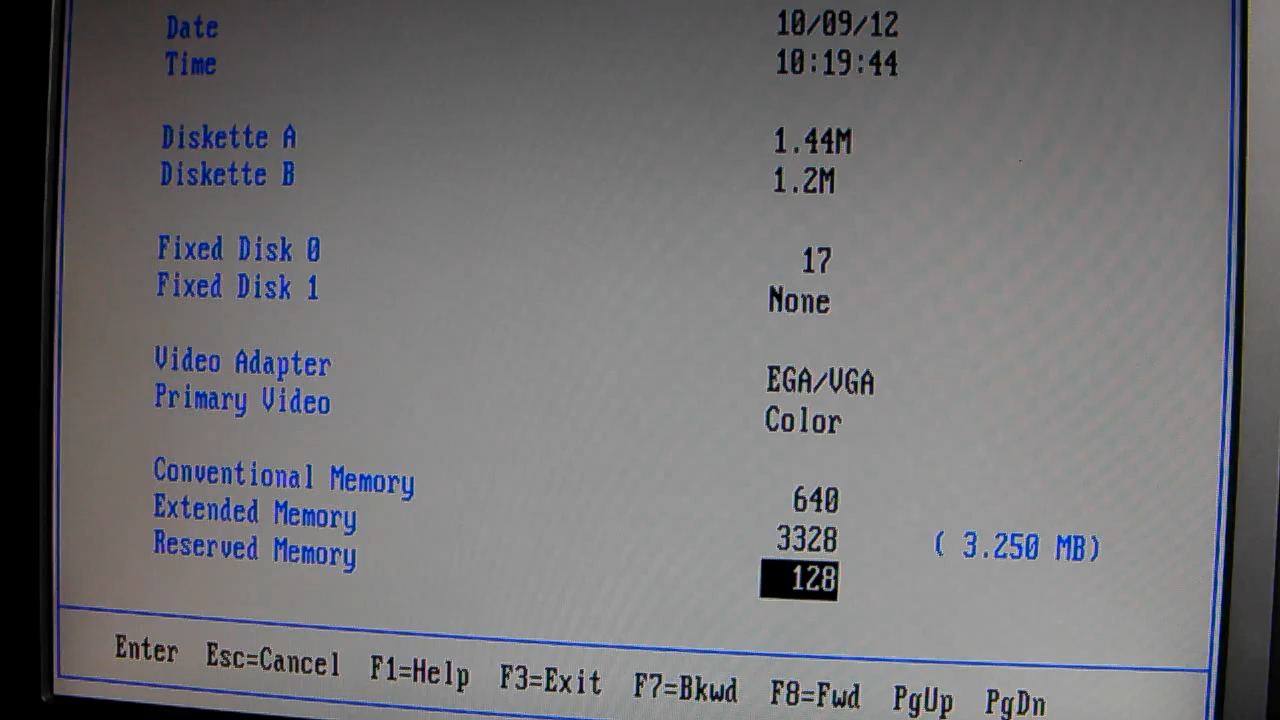 Date 10/09/12
Time 10:19:44
Diskette A 1.44M
Diskette B 1.2M
Fixed Disk 0 17
Fixed Disk 1 None
Video Adapter EGA/VGA
Primary Video Color
Conventional Memory 640
Extended Memory 3328 ( 3.250 MB)
Reserved Memory 128
Enter Esc=Cancel F1=Help F3=Exit F7=Bkwd F8=Fwd PgUp PgDn